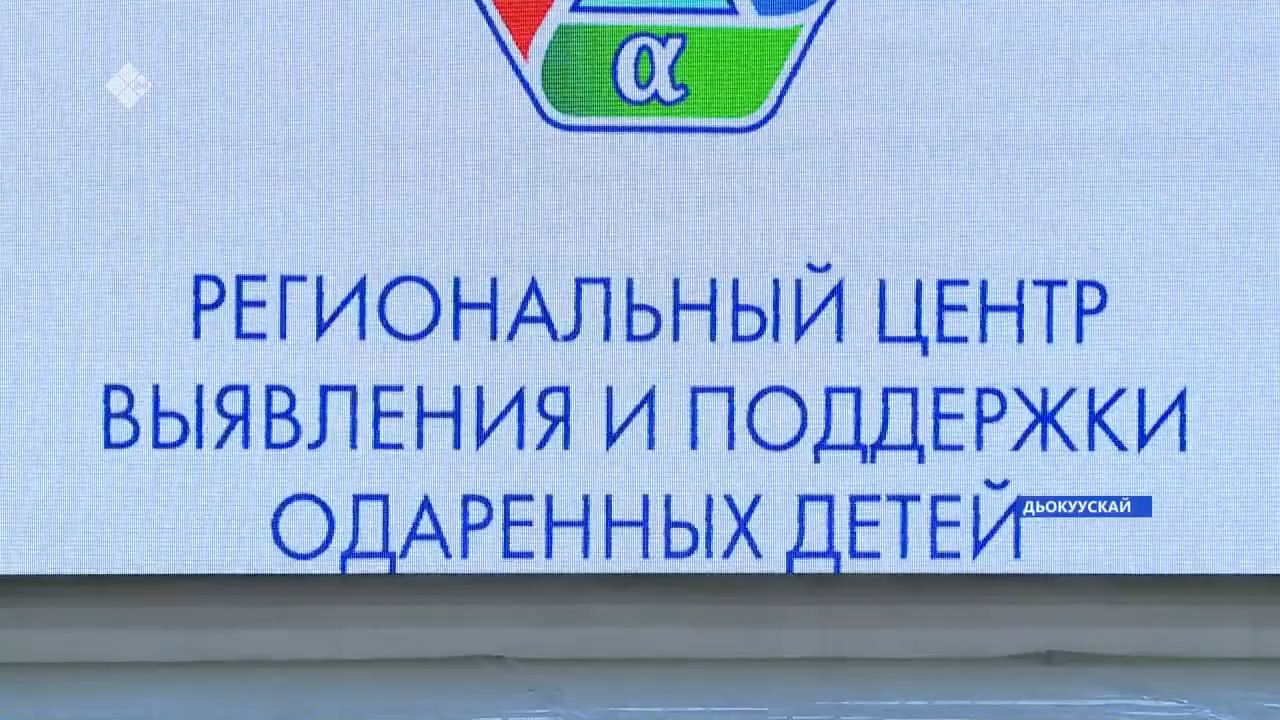 α
РЕГИОНАЛЬНЫЙ ЦЕНТР
ВЫЯВЛЕНИЯ И ПОДДЕРЖКИ
ОДАРЕННЫХ ДЕТЕЙ
ДЬОКУУСКАЙ